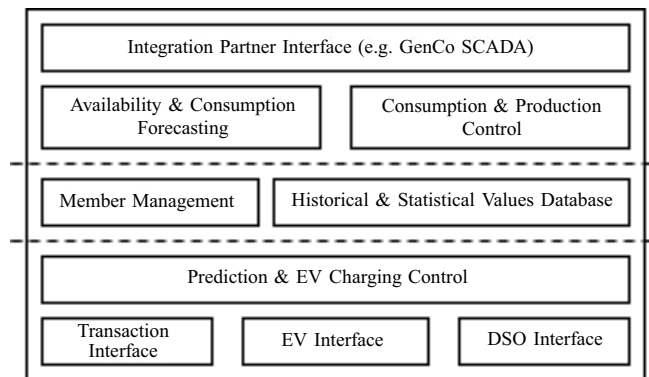 Integration Partner Interface (e.g. GenCo SCADA)
Availability & Consumption
Forecasting
Consumption & Production
Control
Member Management
Historical & Statistical Values Database
Prediction & EV Charging Control
Transaction
Interface
EV Interface
DSO Interface